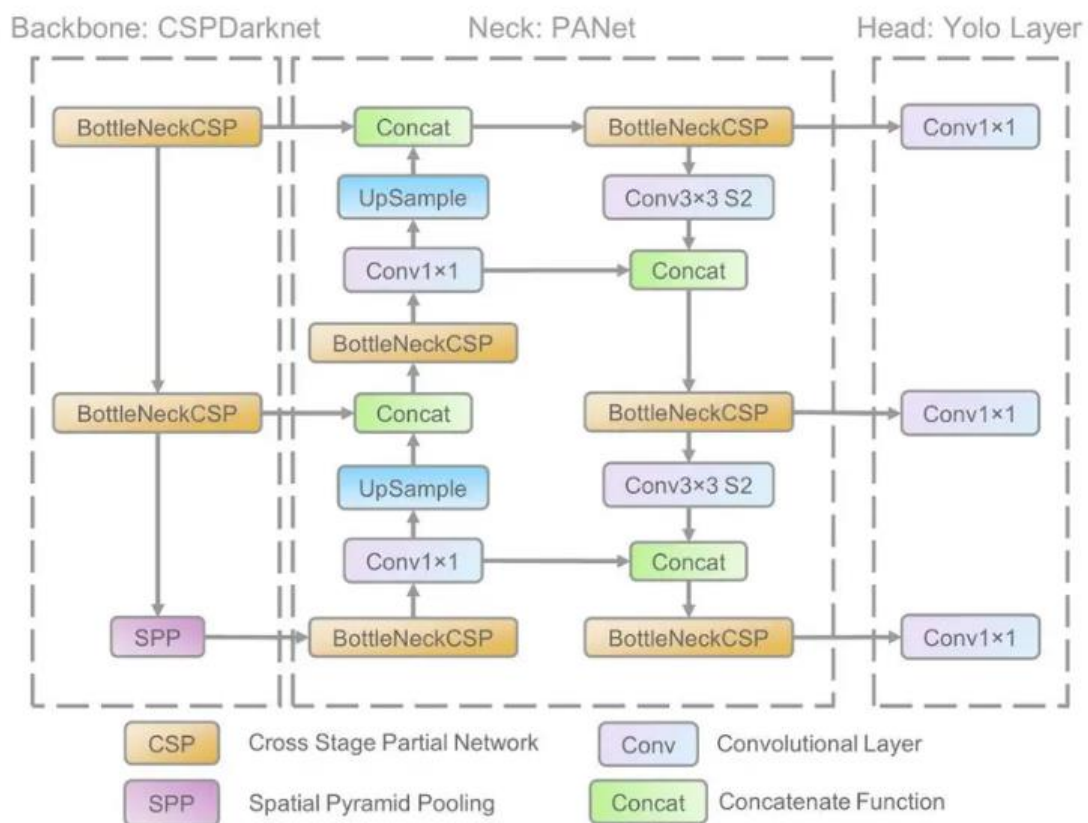 Backbone: CSPDarknet Neck: PANet Head: Yolo Layer
BottleNeckCSP Concat BottleNeckCSP Conv1×1
UpSample Conv3×3 S2
Conv1×1 Concat
BottleNeckCSP
BottleNeckCSP Concat BottleNeckCSP Conv1×1
UpSample Conv3×3 S2
Conv1×1 Concat
SPP BottleNeckCSP BottleNeckCSP Conv1×1
CSP Cross Stage Partial Network Conv Convolutional Layer
SPP Spatial Pyramid Pooling Concat Concatenate Function